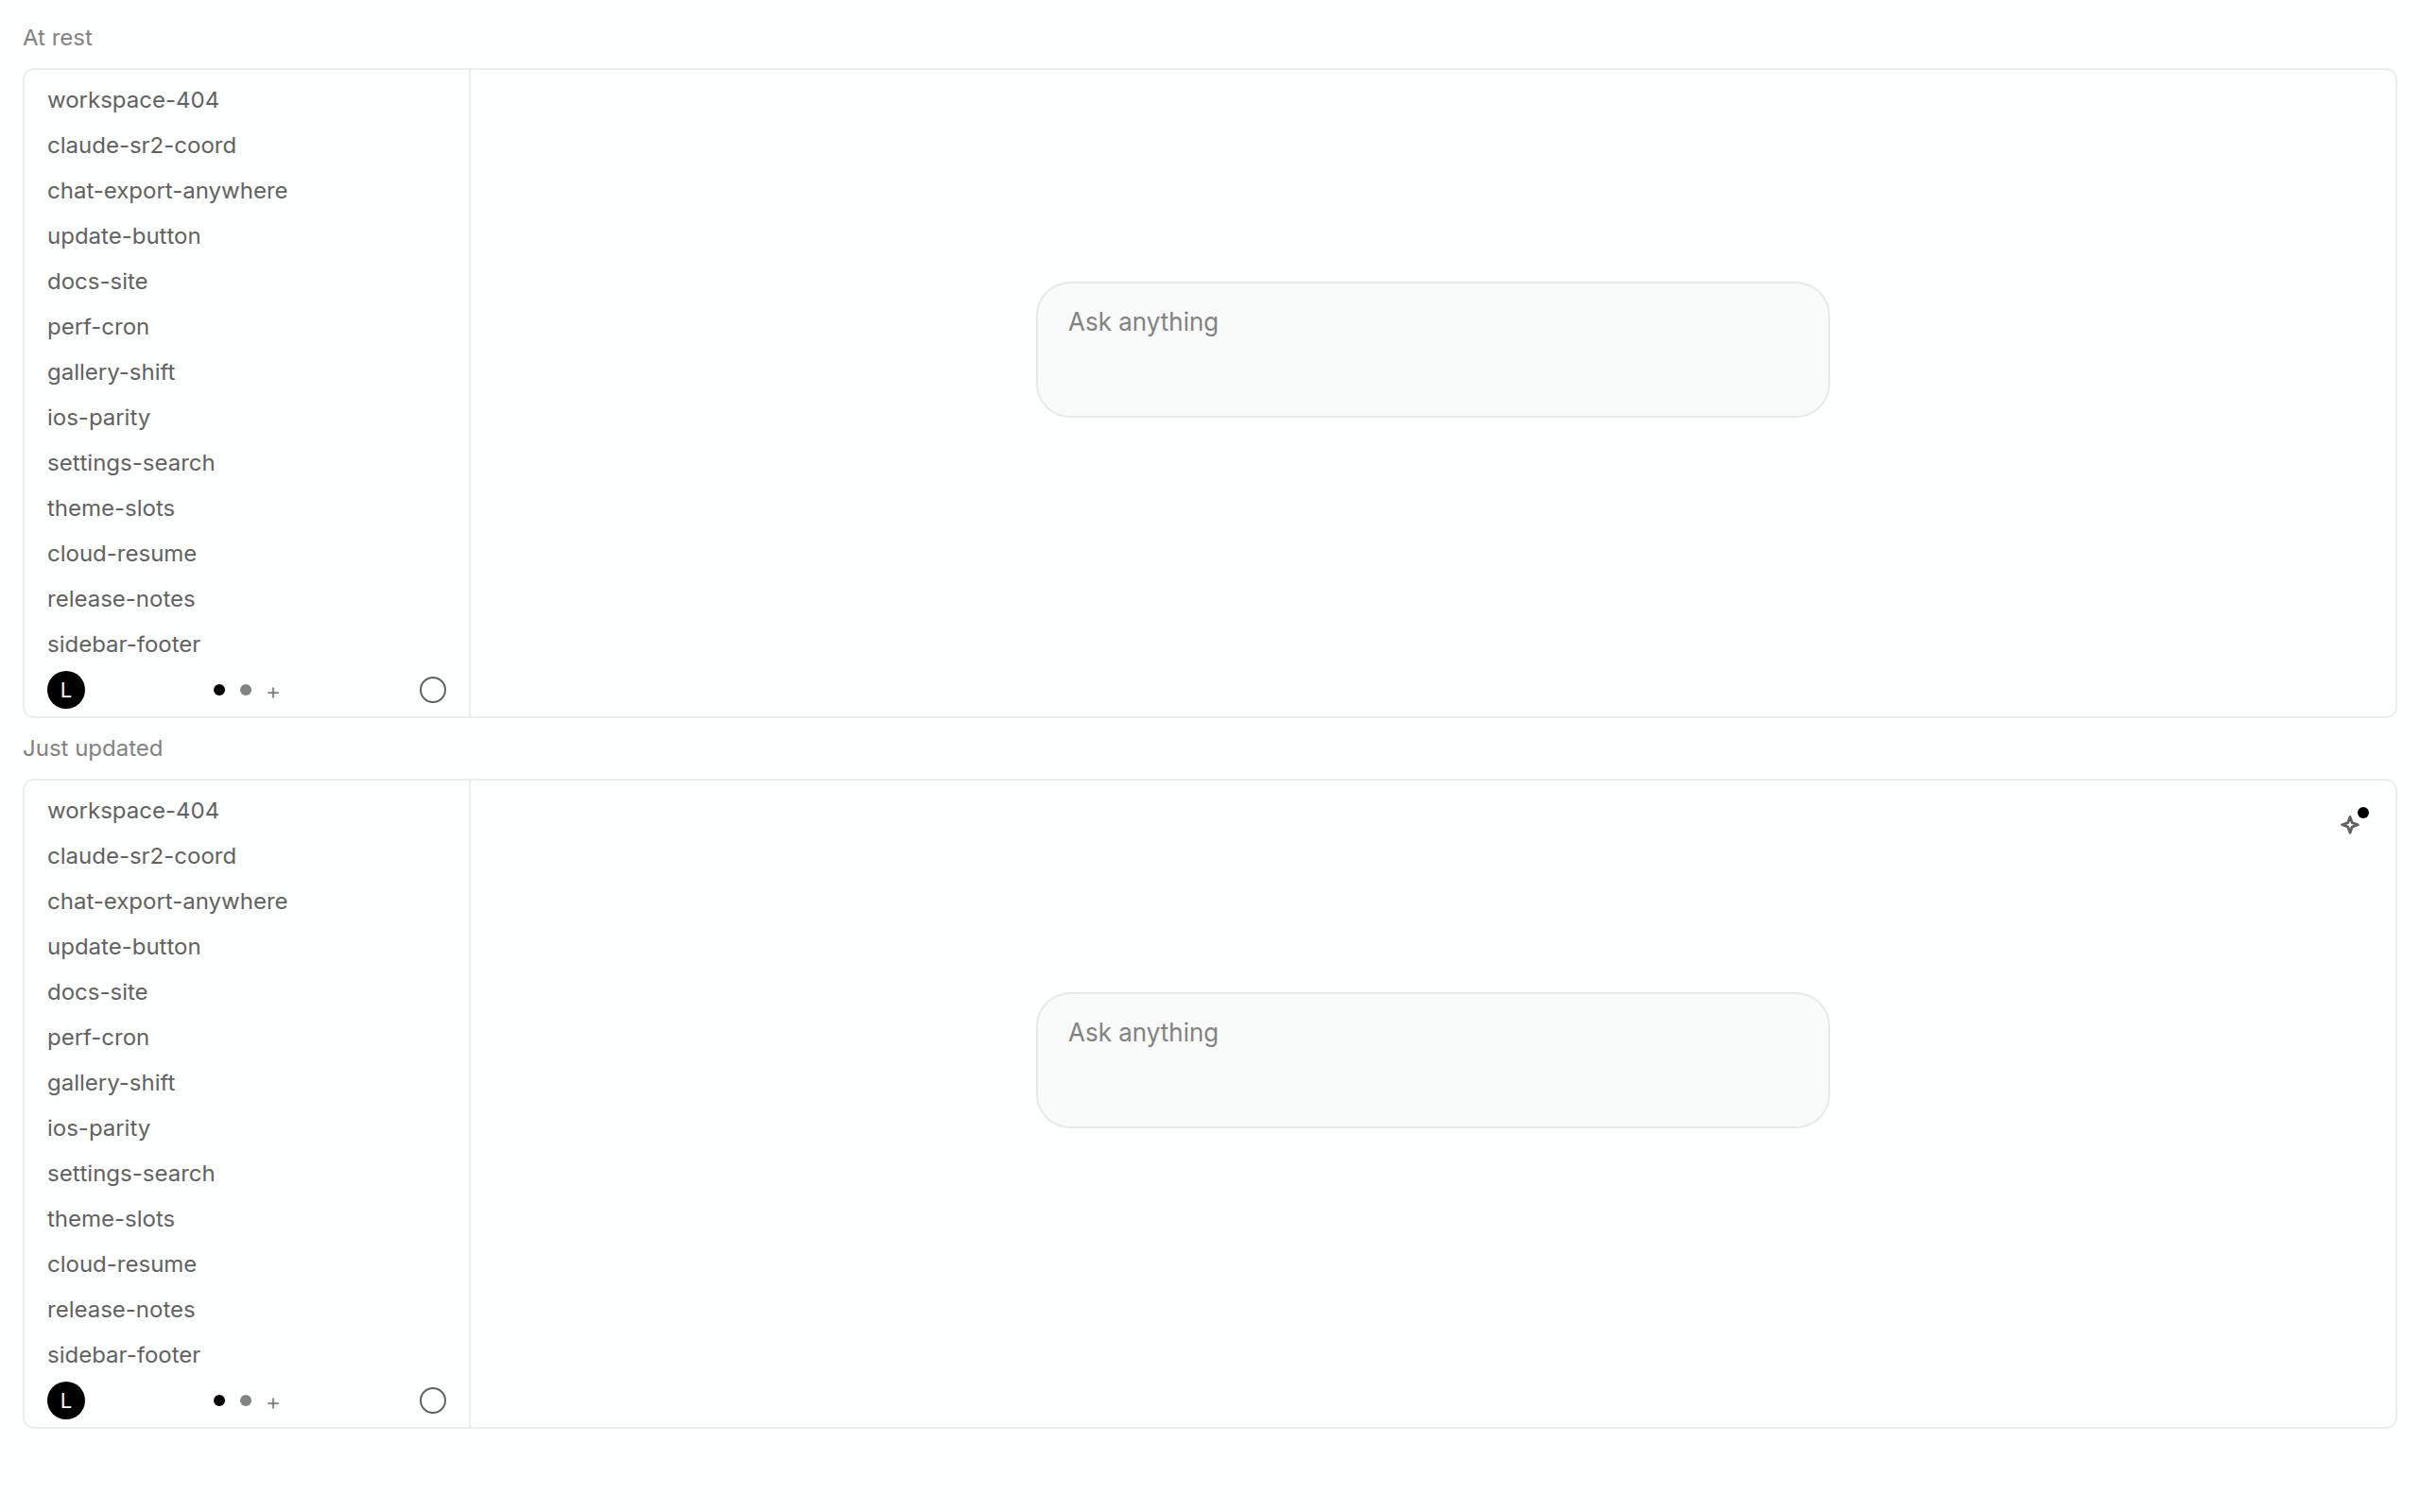 At rest
workspace-404
claude-sr2-coord
chat-export-anywhere
update-button
docs-site
perf-cron
gallery-shift
ios-parity
settings-search
theme-slots
cloud-resume
release-notes
sidebar-footer
L +
Ask anything
Just updated
workspace-404
claude-sr2-coord
chat-export-anywhere
update-button
docs-site
perf-cron
gallery-shift
ios-parity
settings-search
theme-slots
cloud-resume
release-notes
sidebar-footer
L +
Ask anything